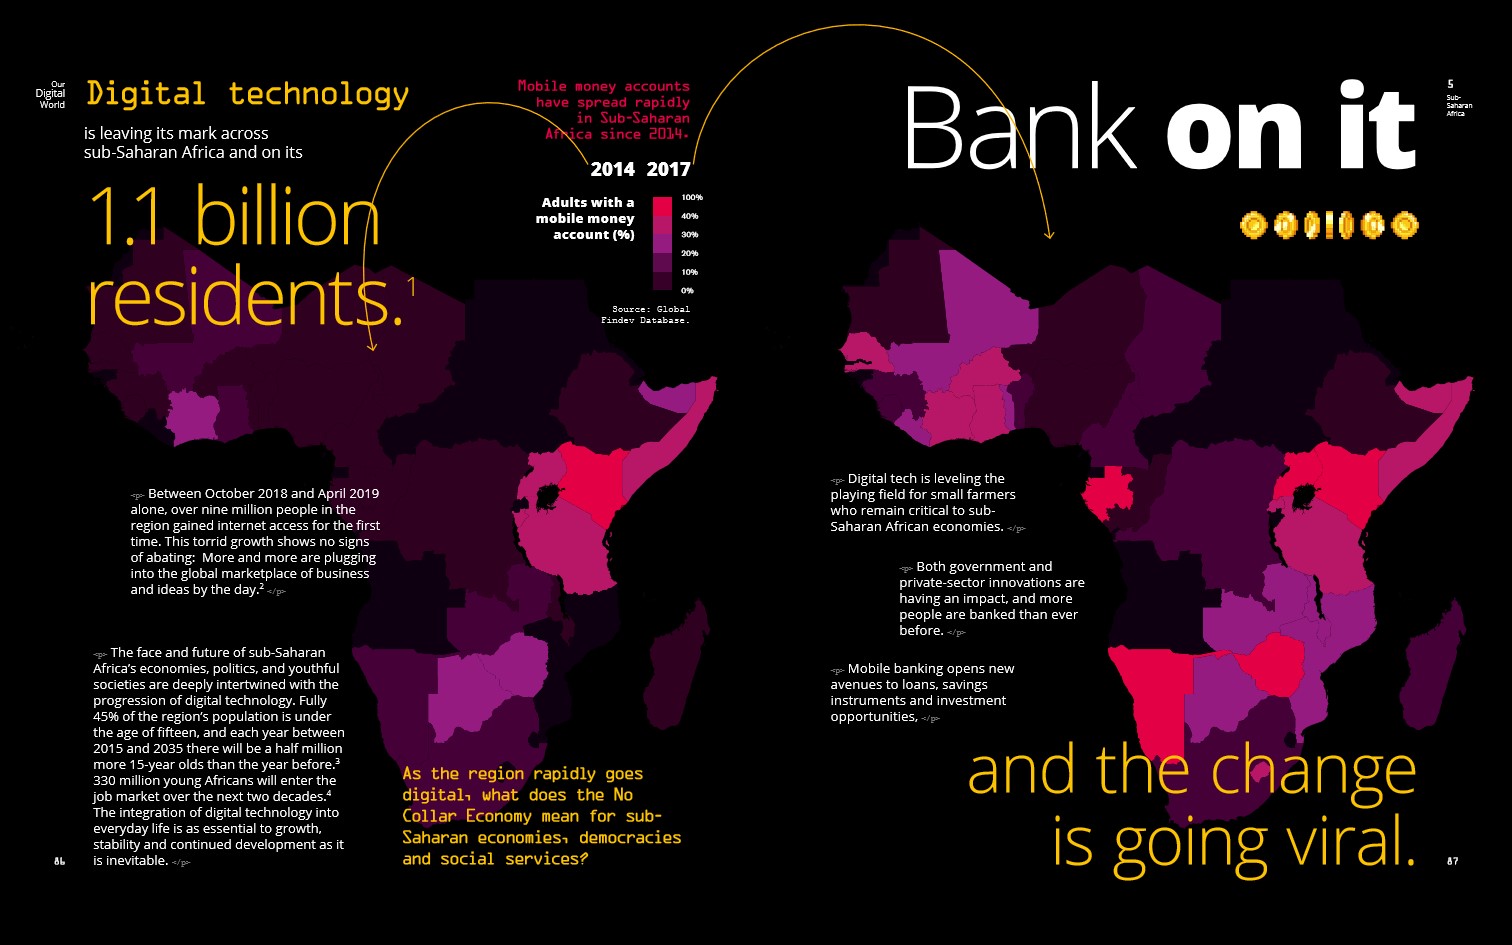 Our
Digital
World
Digital technology
is leaving its mark across
sub-Saharan Africa and on its
1.1 billion
residents.¹
Mobile money accounts
have spread rapidly
in Sub-Saharan
Africa since 2014.
2014 2017
Adults with a
mobile money
account (%)
100%
40%
30%
20%
10%
0%
Source: Global
Findev Database.
<p> Between October 2018 and April 2019
alone, over nine million people in the
region gained internet access for the first
time. This torrid growth shows no signs
of abating:  More and more are plugging
into the global marketplace of business
and ideas by the day.² </p>
<p> The face and future of sub-Saharan
Africa’s economies, politics, and youthful
societies are deeply intertwined with the
progression of digital technology. Fully
45% of the region’s population is under
the age of fifteen, and each year between
2015 and 2035 there will be a half million
more 15-year olds than the year before.³
330 million young Africans will enter the
job market over the next two decades.⁴
The integration of digital technology into
everyday life is as essential to growth,
stability and continued development as it
is inevitable. </p>
As the region rapidly goes
digital, what does the No
Collar Economy mean for sub-
Saharan economies, democracies
and social services?
86
Bank on it
5
Sub-
Saharan
Africa
<p> Digital tech is leveling the
playing field for small farmers
who remain critical to sub-
Saharan African economies. </p>
<p> Both government and
private-sector innovations are
having an impact, and more
people are banked than ever
before. </p>
<p> Mobile banking opens new
avenues to loans, savings
instruments and investment
opportunities, </p>
and the change
is going viral.
87